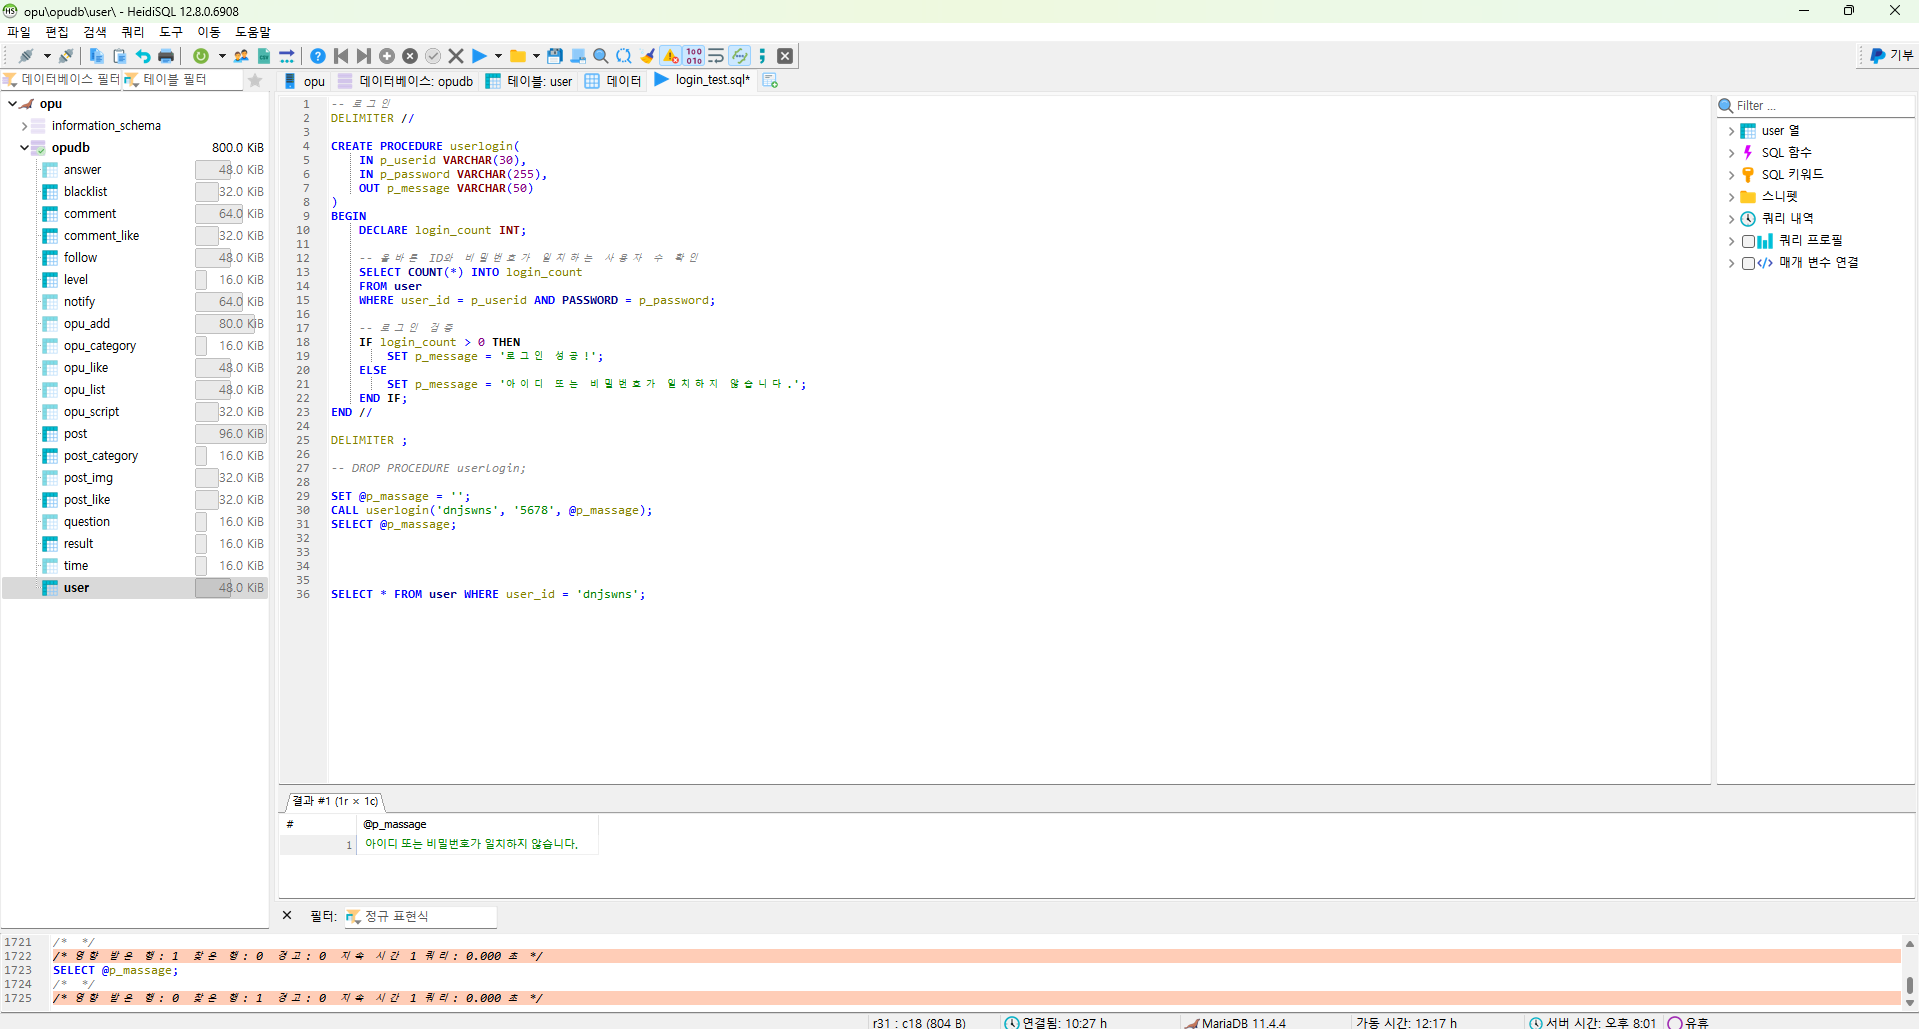 opu\opudb\user\ - HeidiSQL 12.8.0.6908
파일 편집 검색 쿼리 도구 이동 도움말
기부
데이터베이스 필터 테이블 필터
opu 데이터베이스: opudb 테이블: user 데이터 login_test.sql*
opu
information_schema
opudb 800.0 KiB
answer 48.0 KiB
blacklist 32.0 KiB
comment 64.0 KiB
comment_like 32.0 KiB
follow 48.0 KiB
level 16.0 KiB
notify 64.0 KiB
opu_add 80.0 KiB
opu_category 16.0 KiB
opu_like 48.0 KiB
opu_list 48.0 KiB
opu_script 32.0 KiB
post 96.0 KiB
post_category 16.0 KiB
post_img 32.0 KiB
post_like 32.0 KiB
question 16.0 KiB
result 16.0 KiB
time 16.0 KiB
user 48.0 KiB
1 -- 로그인
2 DELIMITER //
3
4 CREATE PROCEDURE userlogin(
5 IN p_userid VARCHAR(30),
6 IN p_password VARCHAR(255),
7 OUT p_message VARCHAR(50)
8 )
9 BEGIN
10 DECLARE login_count INT;
11
12 -- 올바른 ID와 비밀번호가 일치하는 사용자 수 확인
13 SELECT COUNT(*) INTO login_count
14 FROM user
15 WHERE user_id = p_userid AND PASSWORD = p_password;
16
17 -- 로그인 검증
18 IF login_count > 0 THEN
19 SET p_message = '로그인 성공!';
20 ELSE
21 SET p_message = '아이디 또는 비밀번호가 일치하지 않습니다.';
22 END IF;
23 END //
24
25 DELIMITER ;
26
27 -- DROP PROCEDURE userlogin;
28
29 SET @p_massage = '';
30 CALL userlogin('dnjswns', '5678', @p_massage);
31 SELECT @p_massage;
32
33
34
35
36 SELECT * FROM user WHERE user_id = 'dnjswns';
Filter ...
user 열
SQL 함수
SQL 키워드
스니펫
쿼리 내역
쿼리 프로필
매개 변수 연결
결과 #1 (1r × 1c)
# @p_massage
1 아이디 또는 비밀번호가 일치하지 않습니다.
필터: 정규 표현식
1721 /* */
1722 /* 영향 받은 행: 1 찾은 행: 0 경고: 0 지속 시간 1 쿼리: 0.000 초 */
1723 SELECT @p_massage;
1724 /* */
1725 /* 영향 받은 행: 0 찾은 행: 1 경고: 0 지속 시간 1 쿼리: 0.000 초 */
r31 : c18 (804 B) 연결됨: 10:27 h MariaDB 11.4.4 가동 시간: 12:17 h 서버 시간: 오후 8:01 유휴